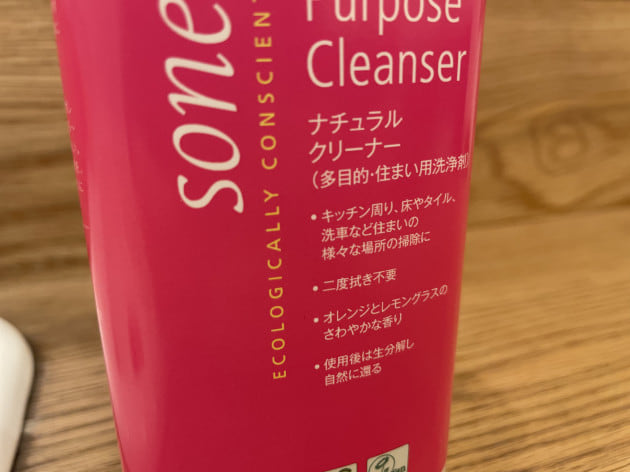 sone
ECOLOGICALLY CONSCIENT
Purpose
Cleanser
ナチュラル
クリーナー
(多目的・住まい用洗浄剤)
• キッチン周り、床やタイル、
洗車など住まいの
様々な場所の掃除に
• 二度拭き不要
• オレンジとレモングラスの
さわやかな香り
• 使用後は生分解し
自然に還る